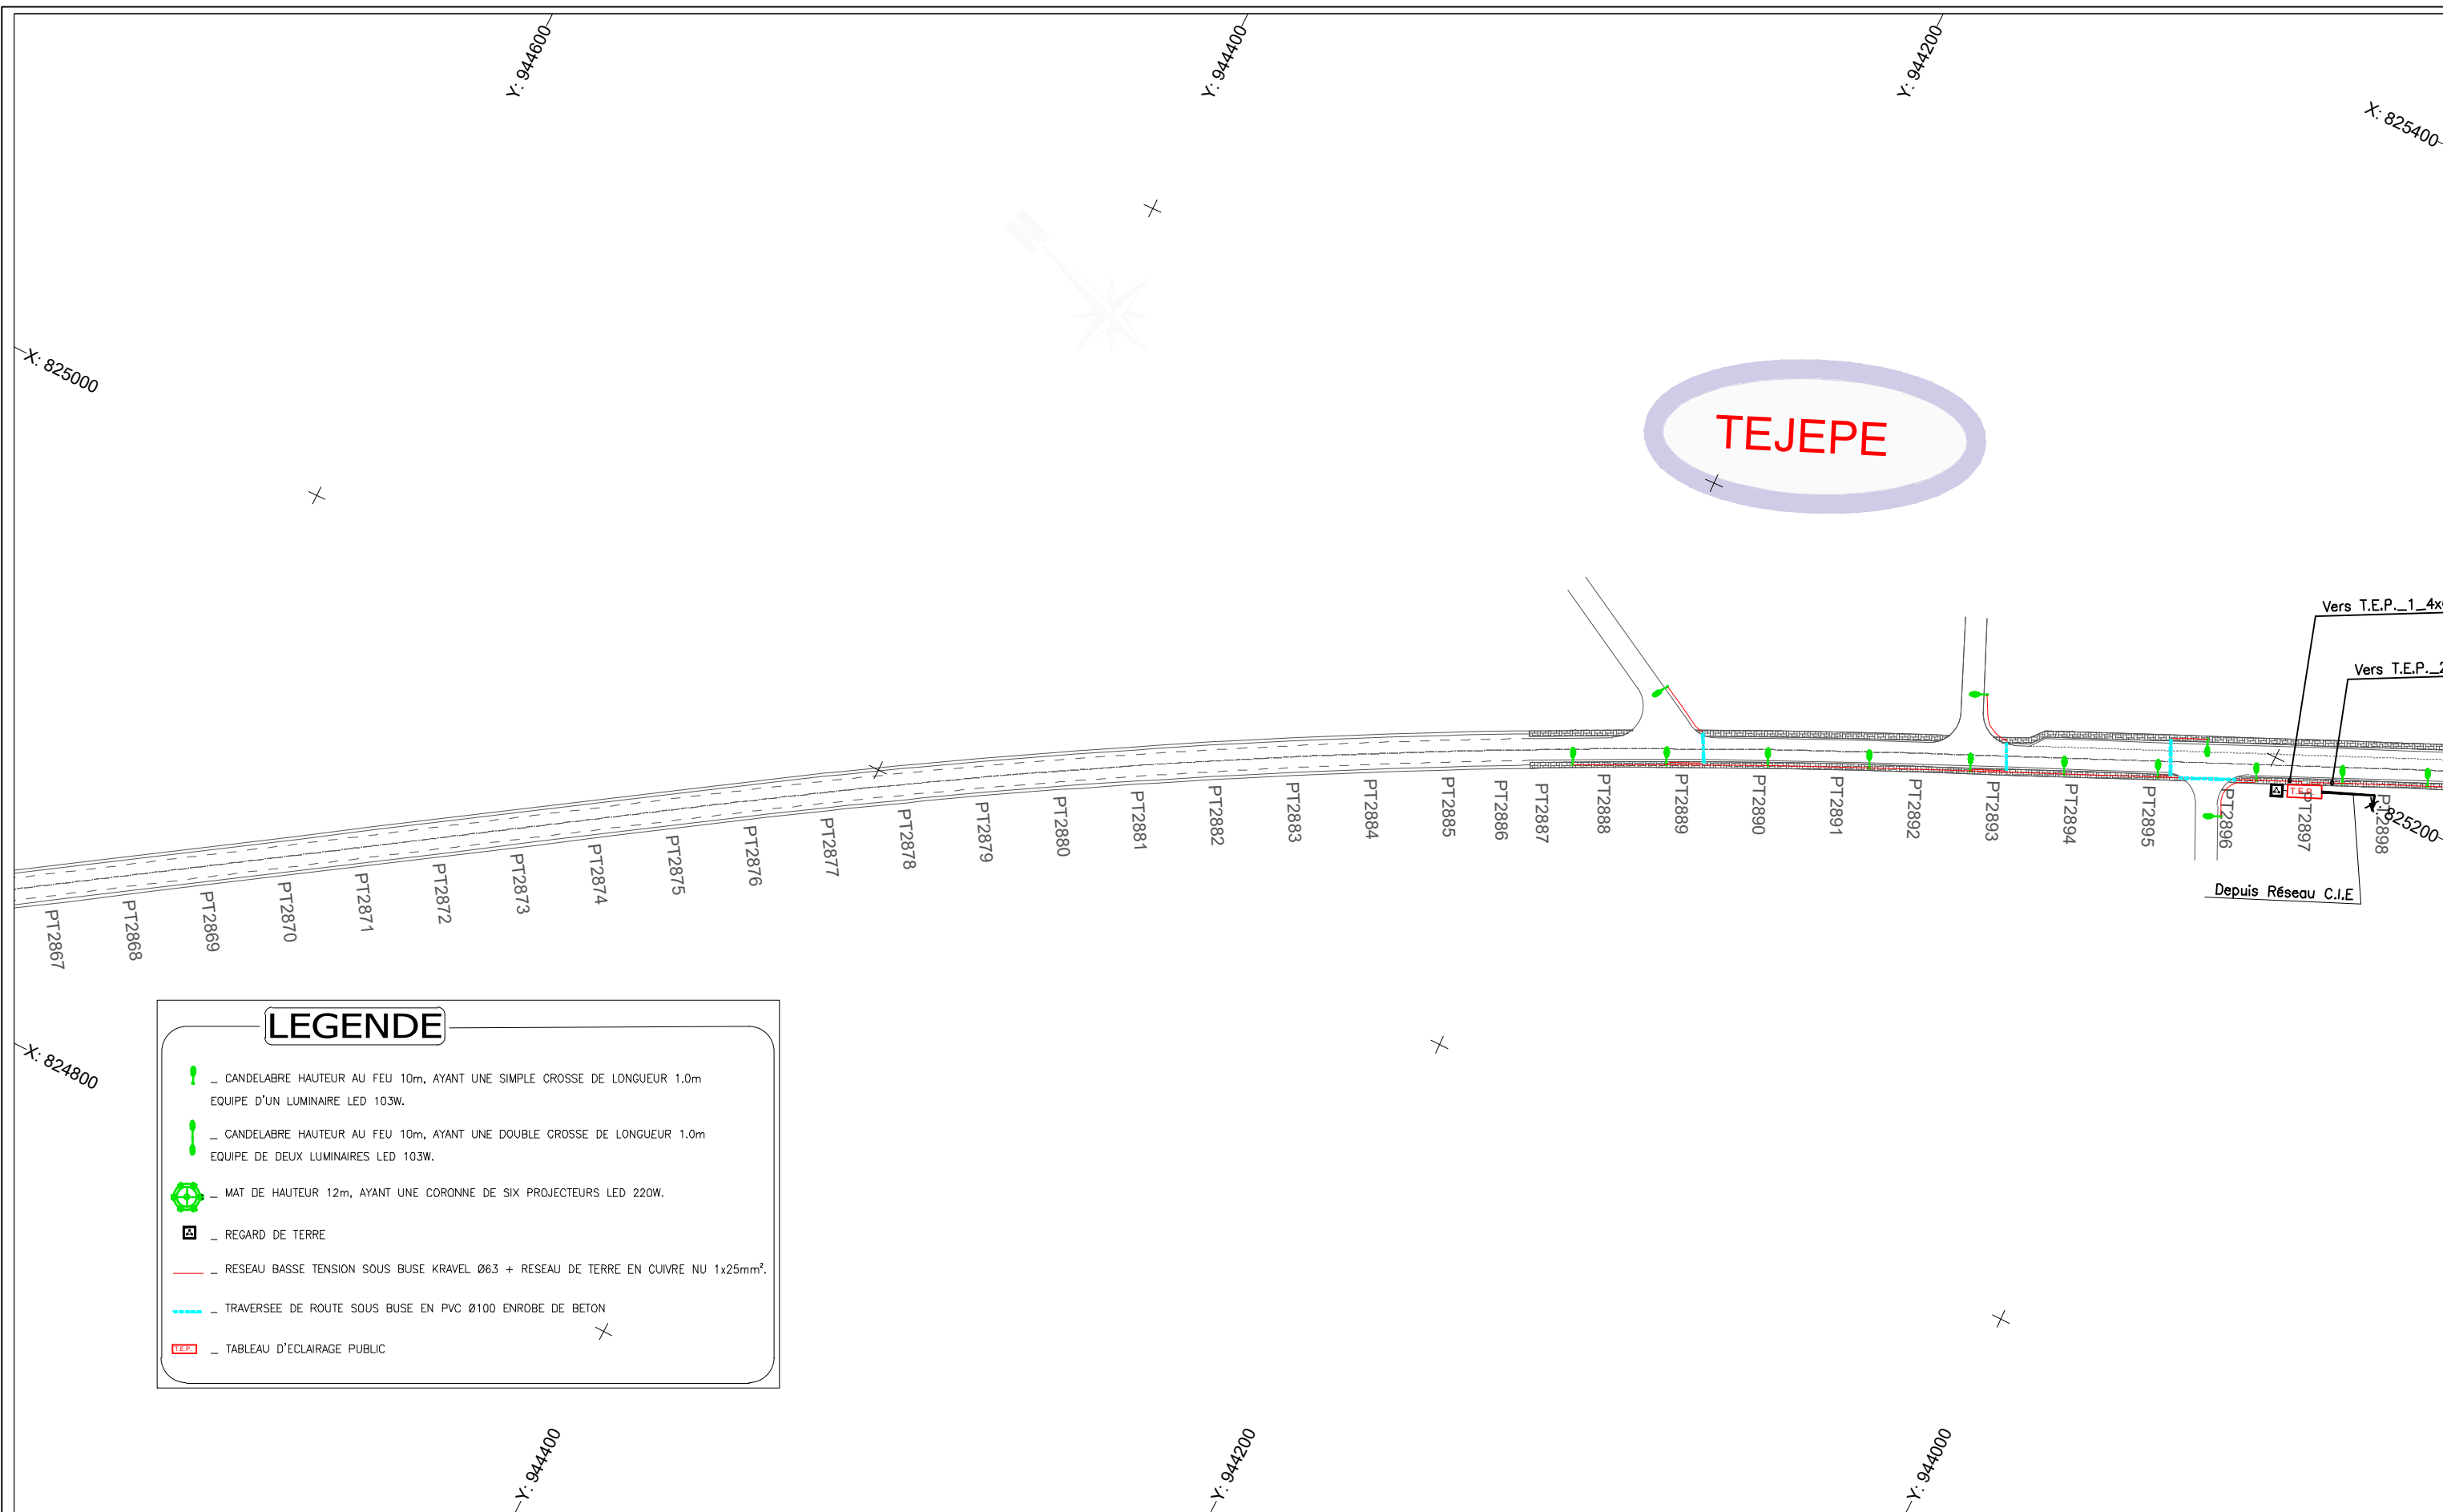 Y: 944600
Y: 944400
Y: 944200
X: 825400
N
X: 825000
TEJEPE
Vers T.E.P._1_4x
Vers T.E.P._2
T.E.P.
X: 825200
Depuis Réseau C.I.E
PT2867
PT2868
PT2869
PT2870
PT2871
PT2872
PT2873
PT2874
PT2875
PT2876
PT2877
PT2878
PT2879
PT2880
PT2881
PT2882
PT2883
PT2884
PT2885
PT2886
PT2887
PT2888
PT2889
PT2890
PT2891
PT2892
PT2893
PT2894
PT2895
PT2896
PT2897
PT2898
X: 824800
LEGENDE
_ CANDELABRE HAUTEUR AU FEU 10m, AYANT UNE SIMPLE CROSSE DE LONGUEUR 1.0m
EQUIPE D'UN LUMINAIRE LED 103W.
_ CANDELABRE HAUTEUR AU FEU 10m, AYANT UNE DOUBLE CROSSE DE LONGUEUR 1.0m
EQUIPE DE DEUX LUMINAIRES LED 103W.
_ MAT DE HAUTEUR 12m, AYANT UNE CORONNE DE SIX PROJECTEURS LED 220W.
_ REGARD DE TERRE
_ RESEAU BASSE TENSION SOUS BUSE KRAVEL Ø63 + RESEAU DE TERRE EN CUIVRE NU 1x25mm².
_ TRAVERSEE DE ROUTE SOUS BUSE EN PVC Ø100 ENROBE DE BETON
T.E.P. _ TABLEAU D'ECLAIRAGE PUBLIC
Y: 944400
Y: 944200
Y: 944000